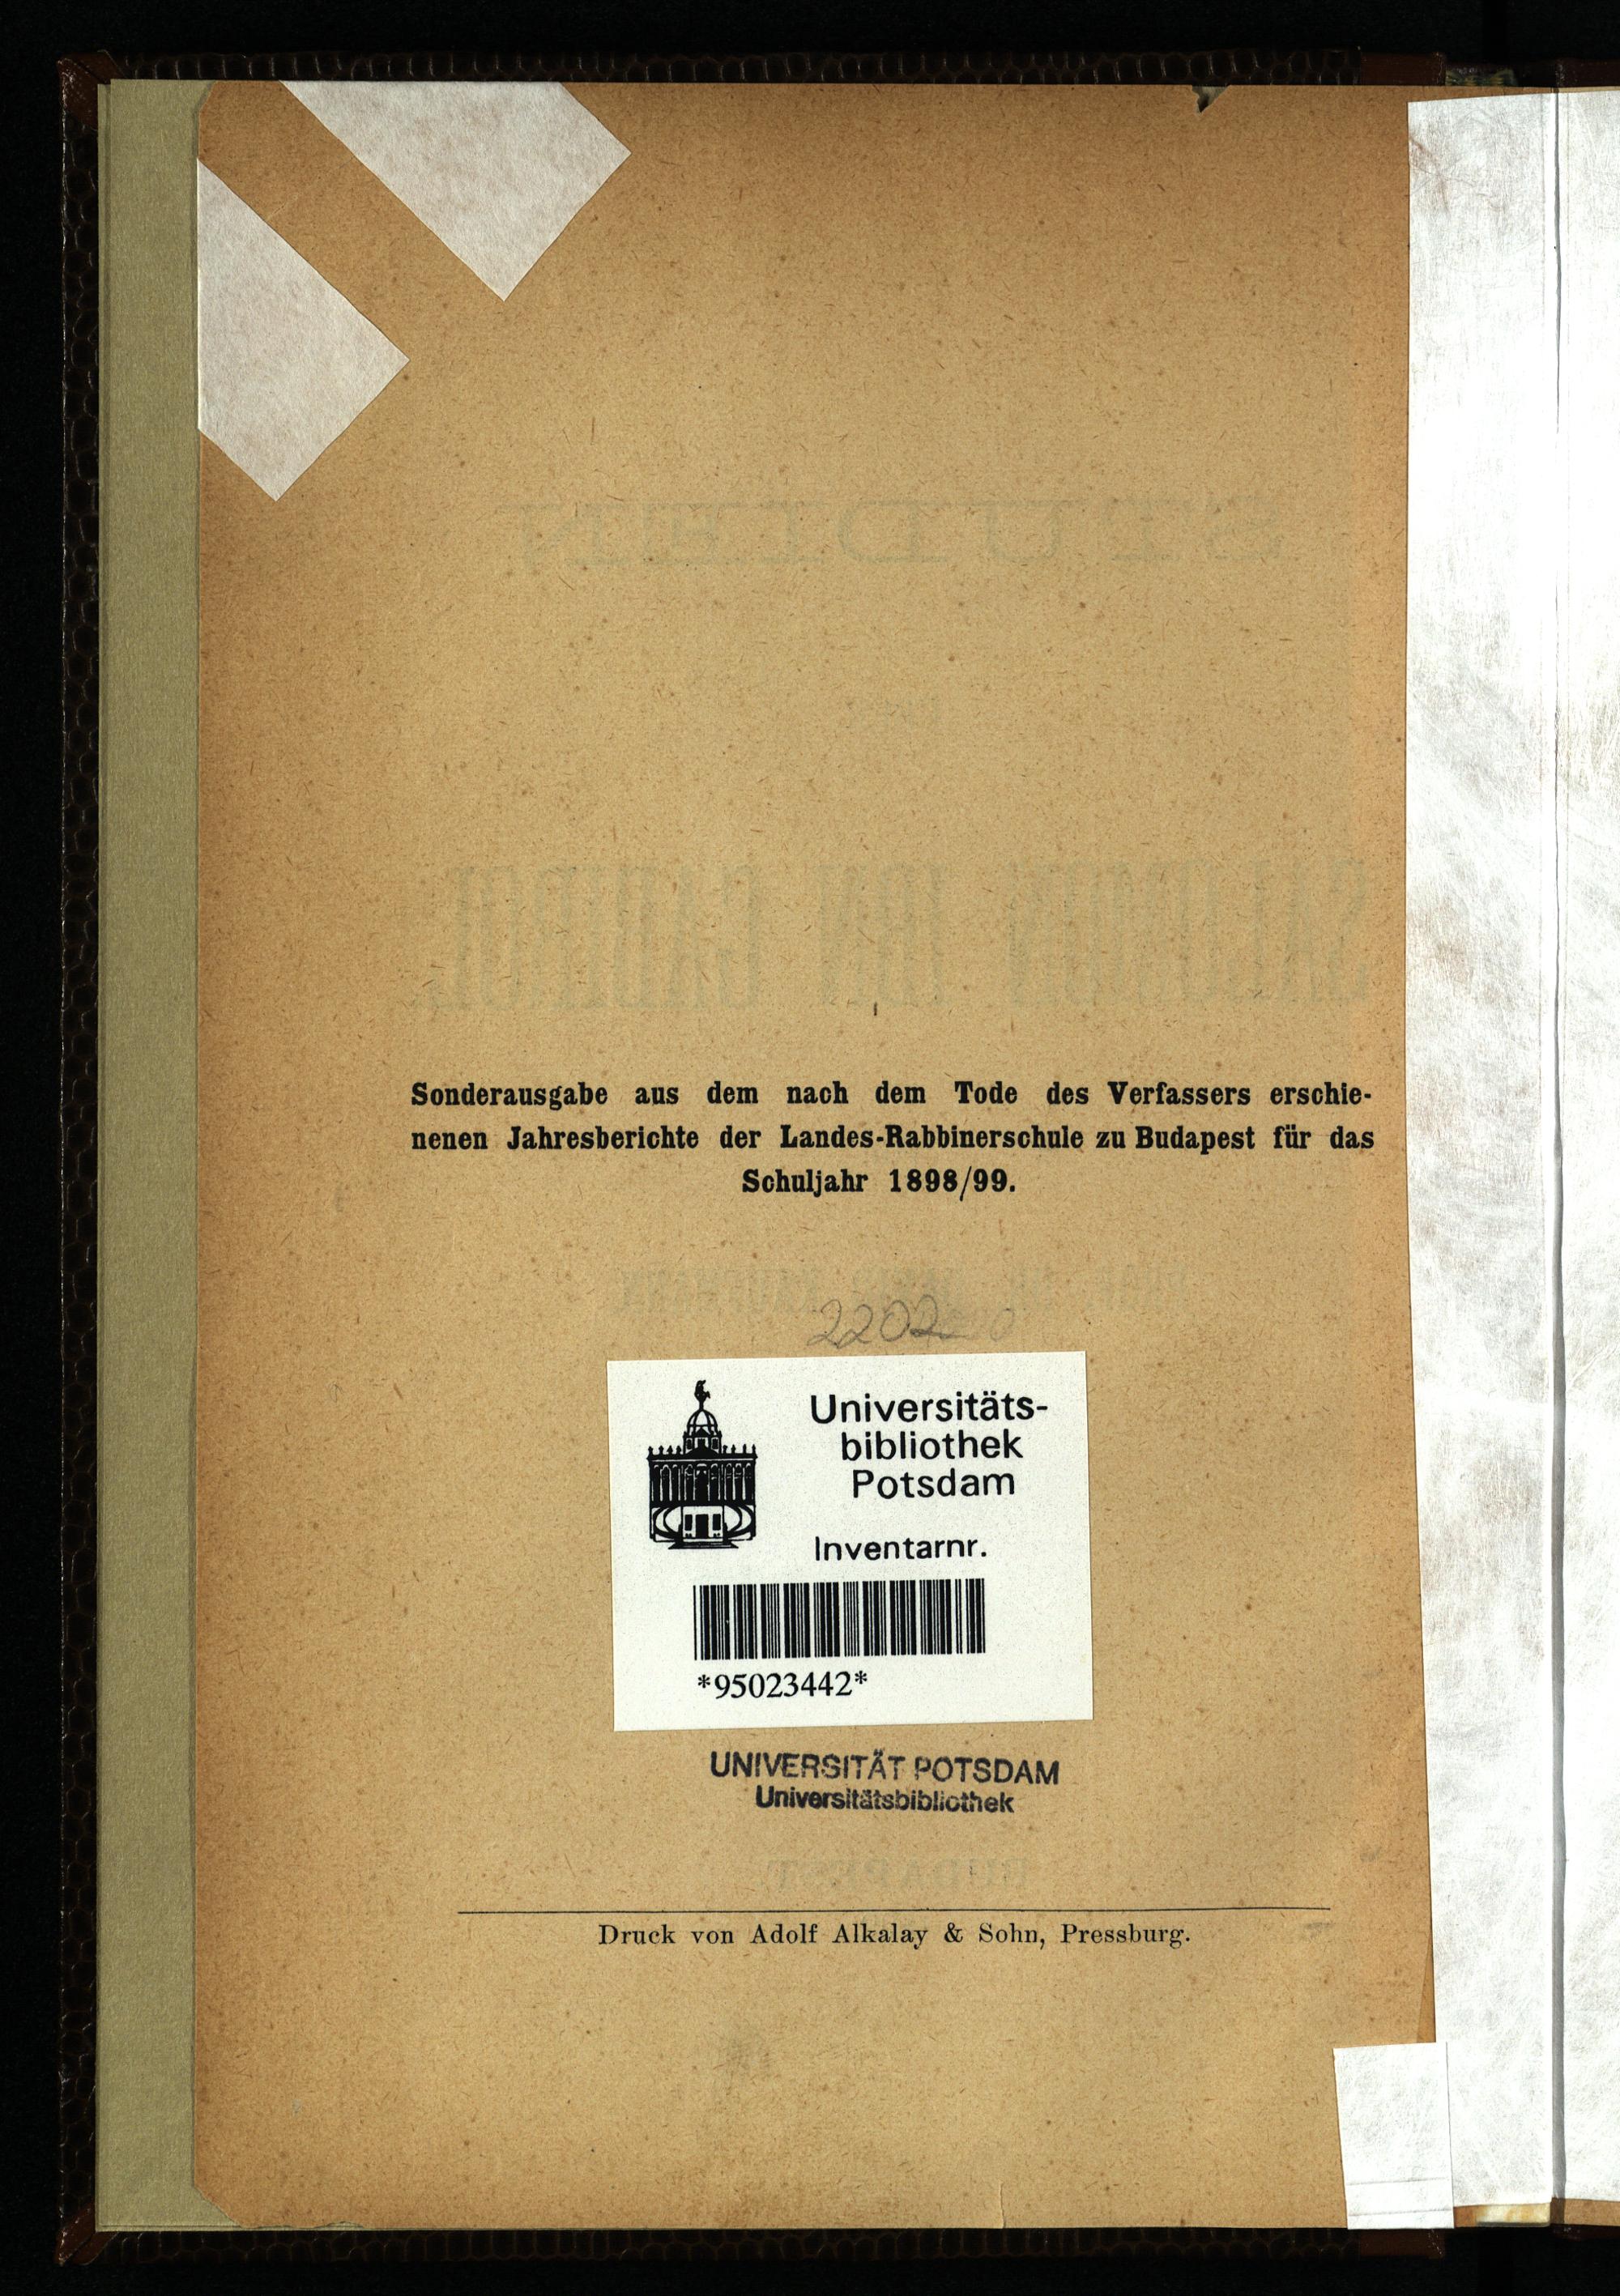 Sonderausgabe aus dem nach dem Tode des Verfassers erschie-
nenen Jahresberichte der Landes-Rabbinerschule zu Budapest für das
Schuljahr 1898/99.
2202
Universitäts-
bibliothek
Potsdam
Inventarnr.
*95023442*
UNIVERSITÄT POTSDAM
Universitätsbibliothek
Druck von Adolf Alkalay & Sohn, Pressburg.